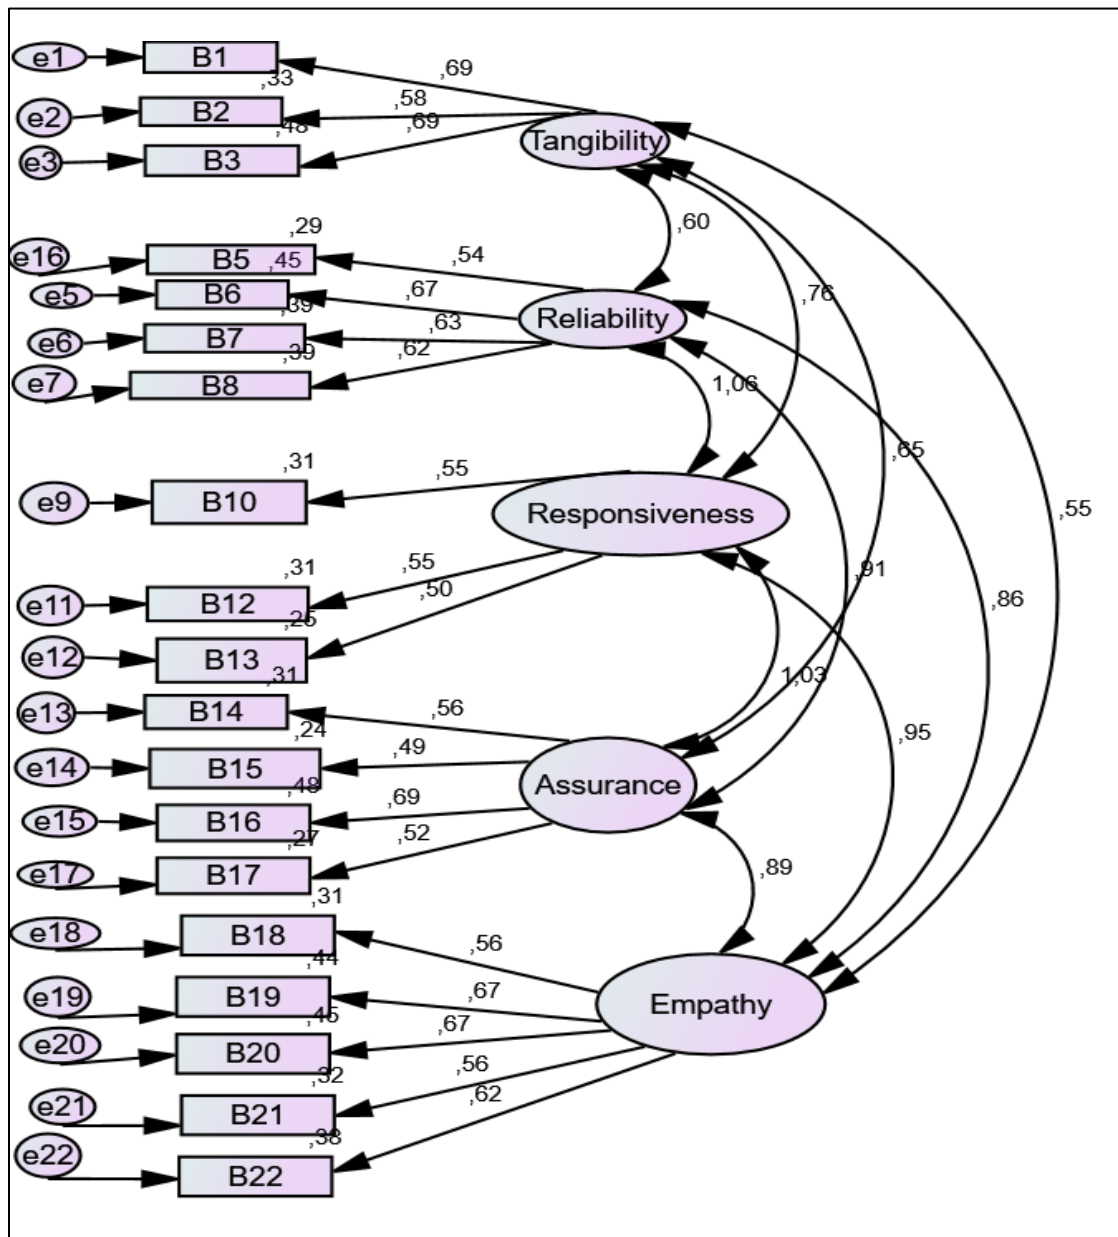 e1 B1 ,69
,33
e2 B2 ,58
,48 ,69
e3 B3 Tangibility
,29 ,60
e16 B5 ,45 ,54
e5 B6 ,67 ,76
,39
e6 B7 ,63 Reliability
,39 ,62
e7 B8 1,06
,31 ,55 ,65
e9 B10 Responsiveness ,55
,31 ,55 ,91
e11 B12 ,50 ,86
,25
e12 B13
,31 1,03
e13 B14 ,56
,24 ,95
e14 B15 ,49
,48 Assurance
e15 B16 ,69
,27 ,52
e17 B17 ,89
,31
e18 B18 ,56
,44
e19 B19 ,67
,45 Empathy
e20 B20 ,67
,32 ,56
e21 B21 ,62
,38
e22 B22